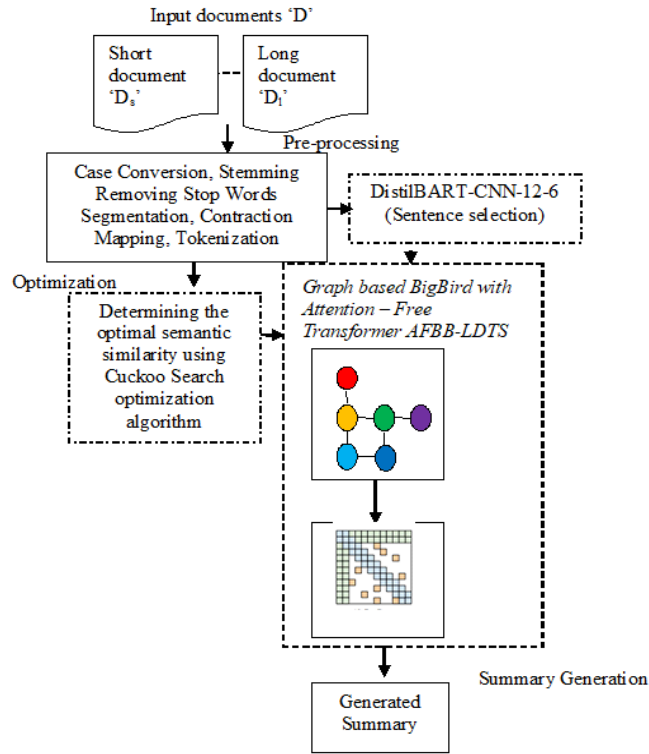 Input documents ‘D’
Short
document
‘Dₛ’
Long
document
‘Dₗ’
Pre-processing
Case Conversion, Stemming
Removing Stop Words
Segmentation, Contraction
Mapping, Tokenization
DistilBART-CNN-12-6
(Sentence selection)
Optimization
Determining the
optimal semantic
similarity using
Cuckoo Search
optimization
algorithm
Graph based BigBird with
Attention – Free
Transformer AFBB-LDTS
Summary Generation
Generated
Summary